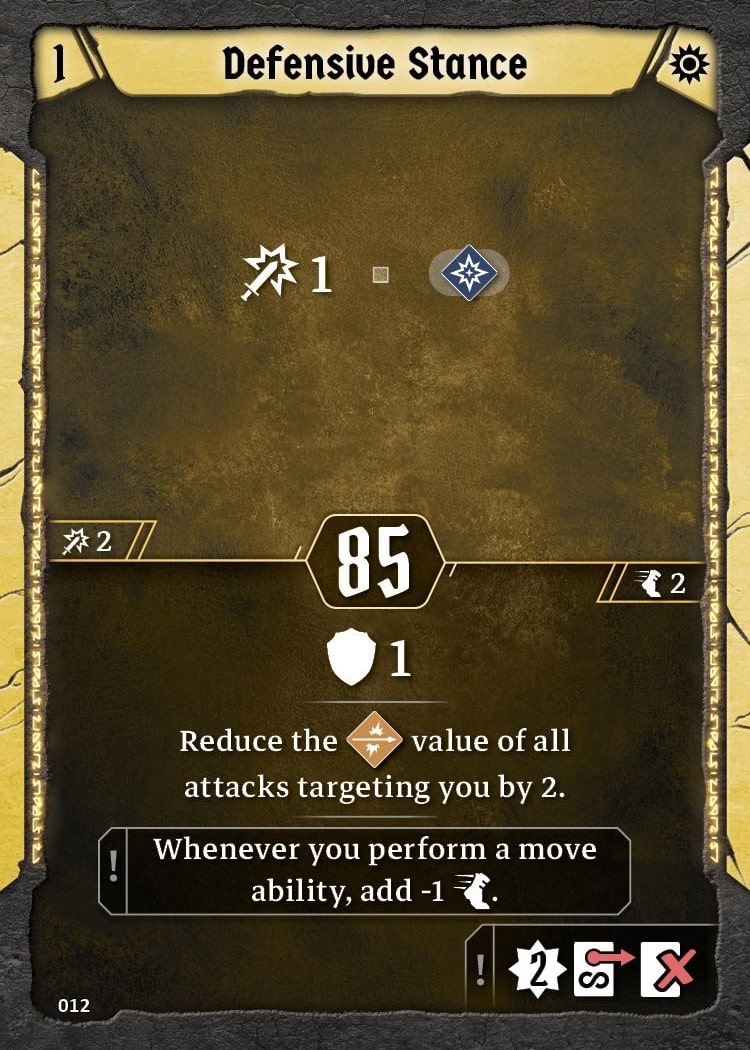 1
Defensive Stance
1
2
85
2
1
Reduce the value of all
attacks targeting you by 2.
! Whenever you perform a move
ability, add -1 .
! 2 ∞
012